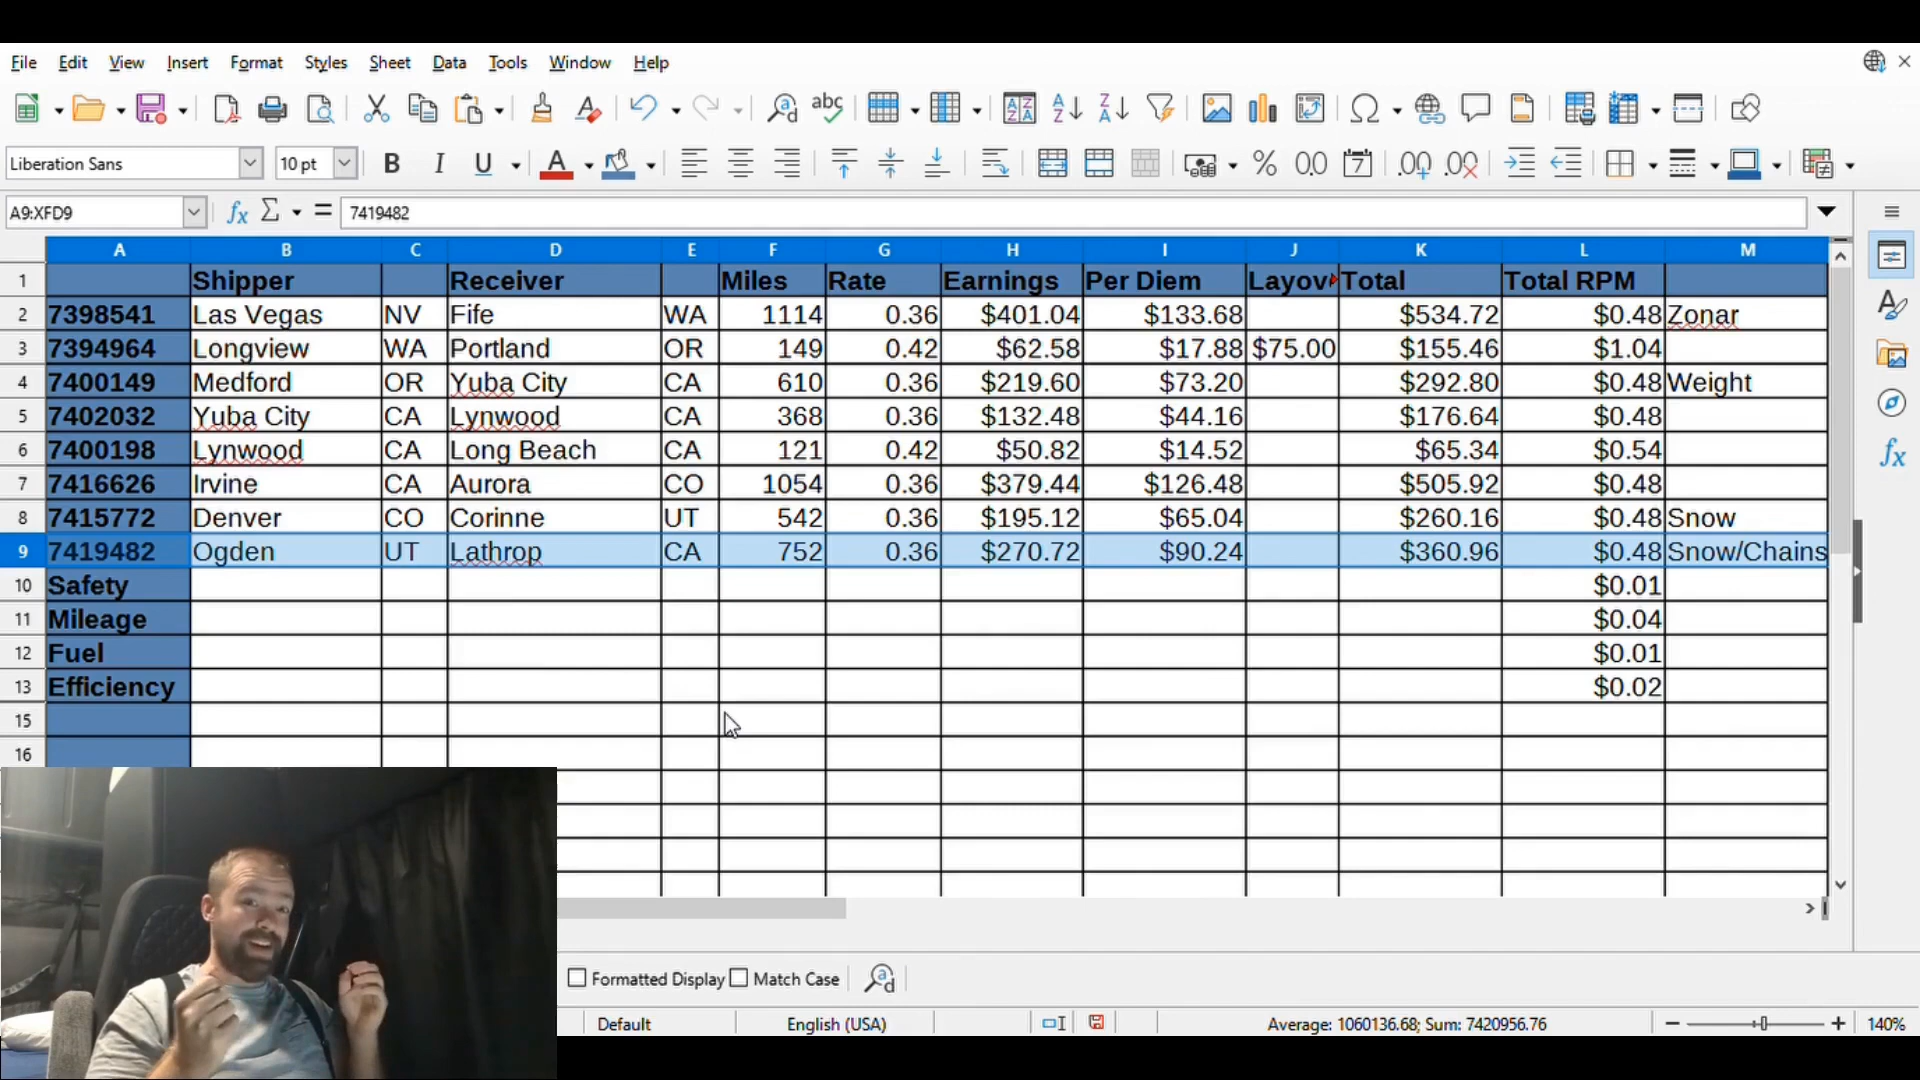 File Edit View Insert Format Styles Sheet Data Tools Window Help
Liberation Sans 10 pt
A9:XFD9 7419482
A B C D E F G H I J K L M
1 Shipper Receiver Miles Rate Earnings Per Diem Layov Total Total RPM
2 7398541 Las Vegas NV Fife WA 1114 0.36 $401.04 $133.68 $534.72 $0.48 Zonar
3 7394964 Longview WA Portland OR 149 0.42 $62.58 $17.88 $75.00 $155.46 $1.04
4 7400149 Medford OR Yuba City CA 610 0.36 $219.60 $73.20 $292.80 $0.48 Weight
5 7402032 Yuba City CA Lynwood CA 368 0.36 $132.48 $44.16 $176.64 $0.48
6 7400198 Lynwood CA Long Beach CA 121 0.42 $50.82 $14.52 $65.34 $0.54
7 7416626 Irvine CA Aurora CO 1054 0.36 $379.44 $126.48 $505.92 $0.48
8 7415772 Denver CO Corinne UT 542 0.36 $195.12 $65.04 $260.16 $0.48 Snow
9 7419482 Ogden UT Lathrop CA 752 0.36 $270.72 $90.24 $360.96 $0.48 Snow/Chains
10 Safety $0.01
11 Mileage $0.04
12 Fuel $0.01
13 Efficiency $0.02
15
16
Formatted Display Match Case
Default English (USA) Average: 1060136.68; Sum: 7420956.76 140%